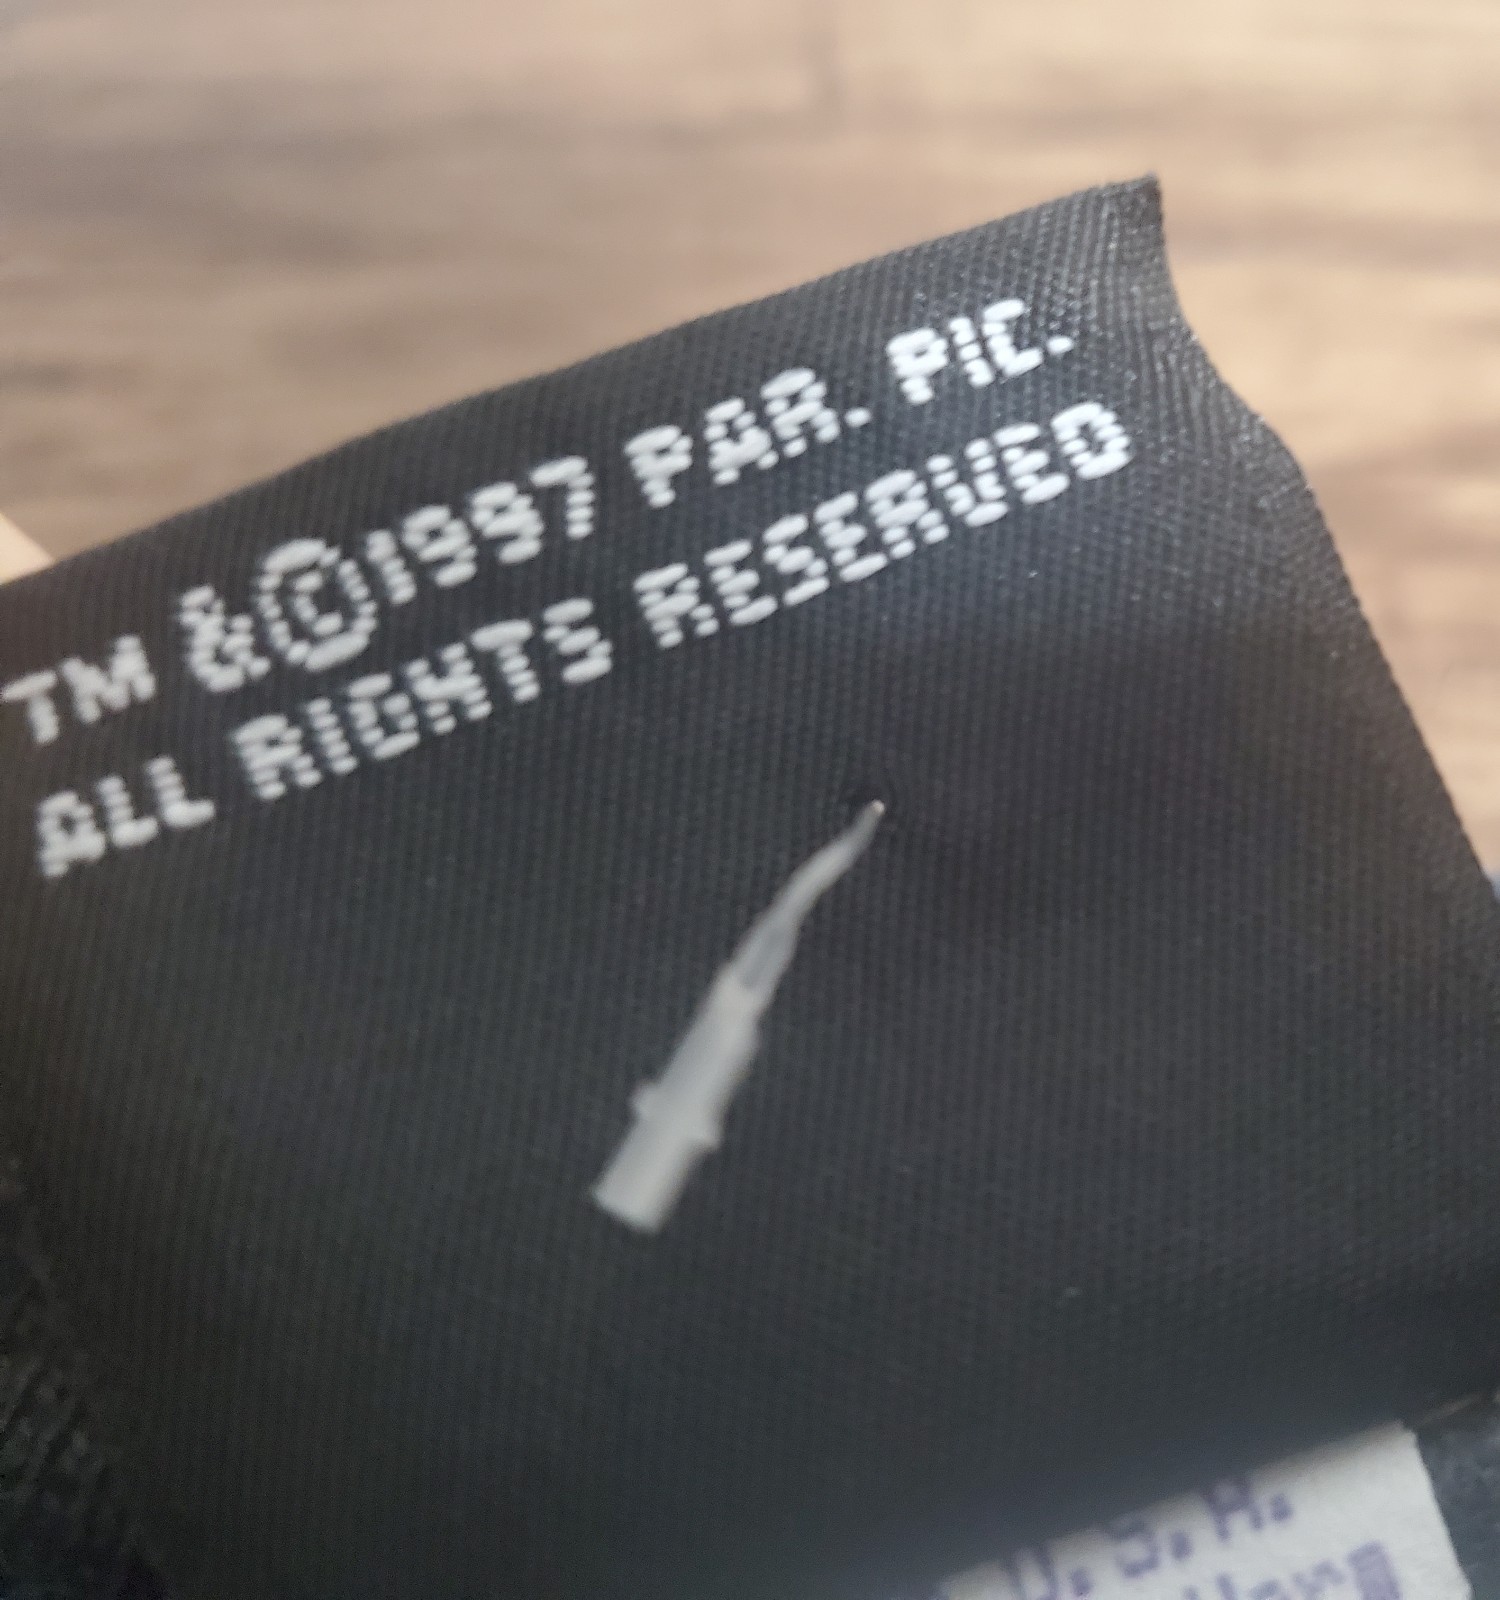 TM &©1997 PAR. PIC.
ALL RIGHTS RESERVED
U.S.A.